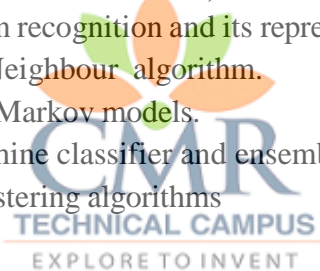 n recognition and its repre
Neighbour algorithm.
Markov models.
nine classifier and ensemb
stering algorithms
CMR
TECHNICAL CAMPUS
EXPLORE TO INVENT